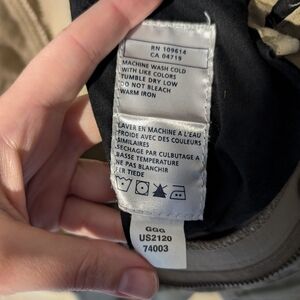 RN 109614
CA 04719
MACHINE WASH COLD
WITH LIKE COLORS
TUMBLE DRY LOW
DO NOT BLEACH
WARM IRON
LAVER EN MACHINE A L'EAU
FROIDE AVEC DES COULEURS
SIMILAIRES
SECHAGE PAR CULBUTAGE A
BASSE TEMPERATURE
NE PAS BLANCHIR
FER TIEDE
GGG
US2120
74003